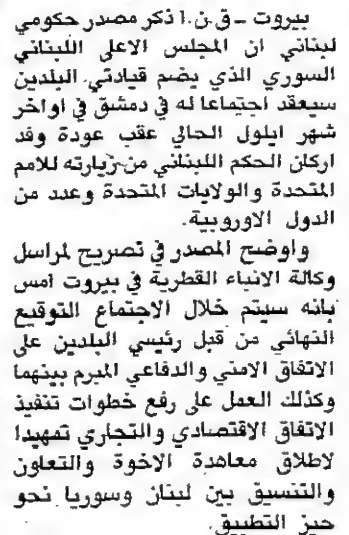 بيروت - ق.ن.ا ذكر مصدر حكومي
لبناني ان المجلس الاعلى اللبناني
السوري الذي يضم قيادتي البلدين
سيعقد اجتماعا له في دمشق في اواخر
شهر ايلول الحالي عقب عودة وفد
اركان الحكم اللبناني من زيارته للامم
المتحدة والولايات المتحدة وعدد من
الدول الاوروبية.
واوضح المصدر في تصريح لمراسل
وكالة الانباء القطرية في بيروت امس
بانه سيتم خلال الاجتماع التوقيع
النهائي من قبل رئيسي البلدين على
الاتفاق الامني والدفاعي المبرم بينهما
وكذلك العمل على رفع خطوات تنفيذ
الاتفاق الاقتصادي والتجاري تمهيدا
لاطلاق معاهدة الاخوة والتعاون
والتنسيق بين لبنان وسوريا نحو
حيز التطبيق.